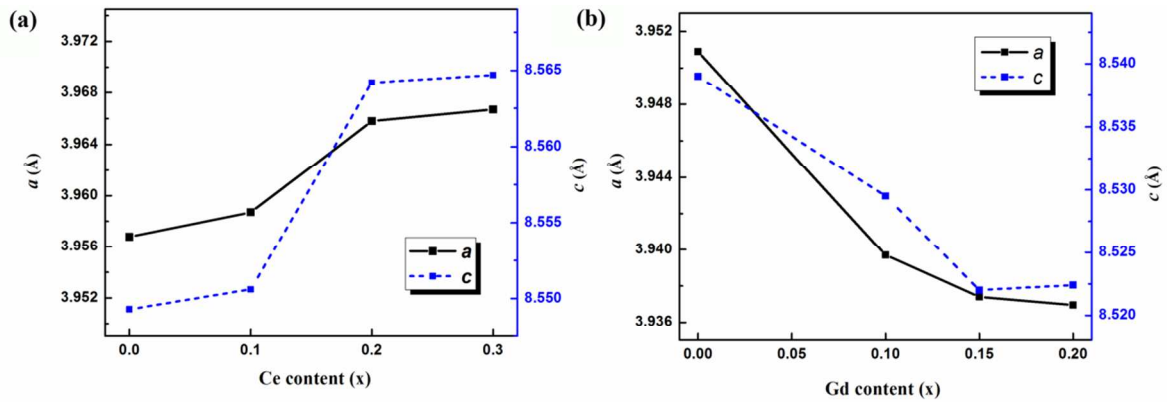 (a)
3.972
3.968
3.964
3.960
3.956
3.952
a (Å)
8.565
8.560
8.555
8.550
c (Å)
a
c
0.0 0.1 0.2 0.3
Ce content (x)
(b)
3.952
3.948
3.944
3.940
3.936
a (Å)
8.540
8.535
8.530
8.525
8.520
c (Å)
a
c
0.00 0.05 0.10 0.15 0.20
Gd content (x)